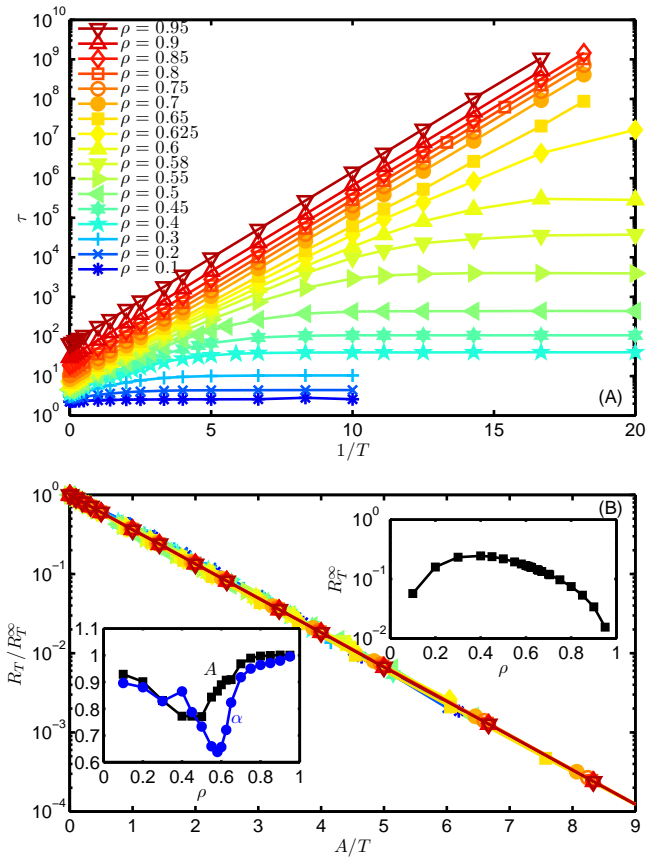 10^10
10^9
10^8
10^7
10^6
10^5
10^4
10^3
10^2
10^1
10^0
τ
ρ = 0.95
ρ = 0.9
ρ = 0.85
ρ = 0.8
ρ = 0.75
ρ = 0.7
ρ = 0.65
ρ = 0.625
ρ = 0.6
ρ = 0.58
ρ = 0.55
ρ = 0.5
ρ = 0.45
ρ = 0.4
ρ = 0.3
ρ = 0.2
ρ = 0.1
(A)
0 5 10 15 20
1/T
(B)
10^0
10^-1
10^-2
10^-3
10^-4
R_T/R_T^∞
10^0
10^-1
10^-2
R_T^∞
0 0.2 0.4 0.6 0.8 1
ρ
1.1
1
0.9
0.8
0.7
0.6
A
α
0 0.2 0.4 0.6 0.8 1
ρ
0 1 2 3 4 5 6 7 8 9
A/T